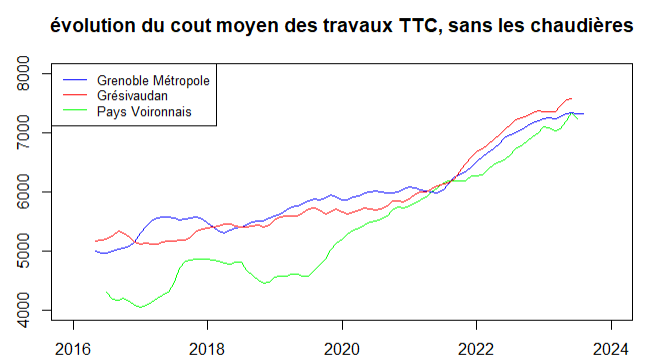 évolution du cout moyen des travaux TTC, sans les chaudières
Grenoble Métropole
Grésivaudan
Pays Voironnais
8000
7000
6000
5000
4000
2016 2018 2020 2022 2024